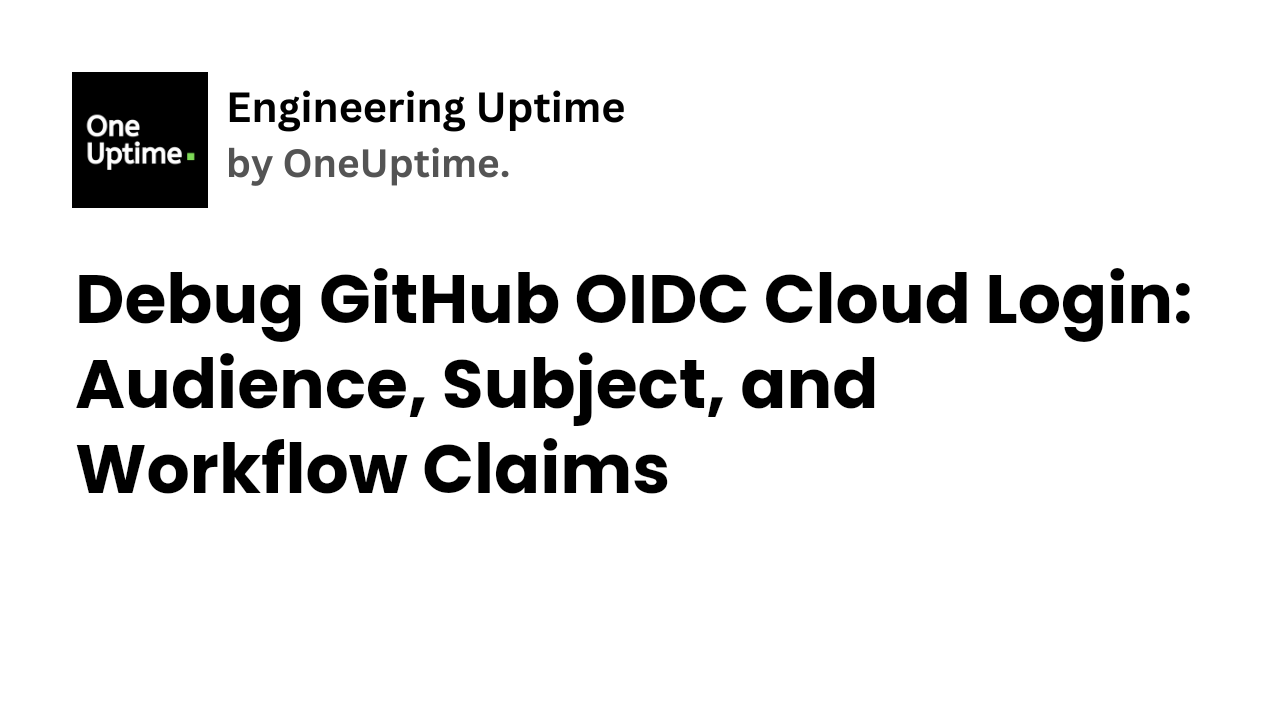 One
Uptime.
Engineering Uptime
by OneUptime.
Debug GitHub OIDC Cloud Login:
Audience, Subject, and
Workflow Claims